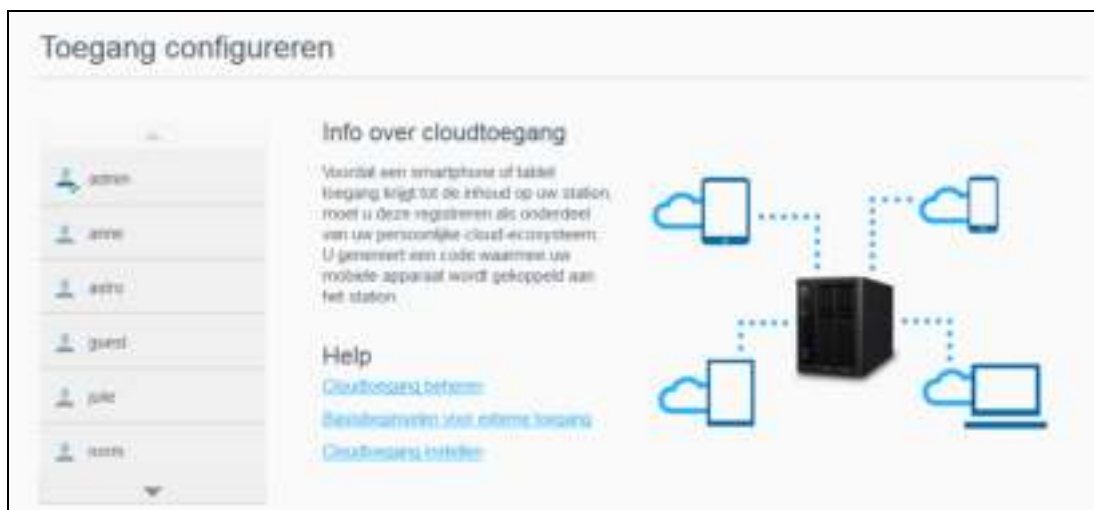 Toegang configureren
admin
anne
astro
guest
julie
norris
Info over cloudtoegang
Voordat een smartphone of tablet
toegang krijgt tot de inhoud op uw station,
moet u deze registreren als onderdeel
van uw persoonlijke cloud-ecosysteem.
U genereert een code waarmee uw
mobiele apparaat wordt gekoppeld aan
het station.
Help
Cloudtoegang beheren
Basisbeginselen voor externe toegang
Cloudtoegang instellen